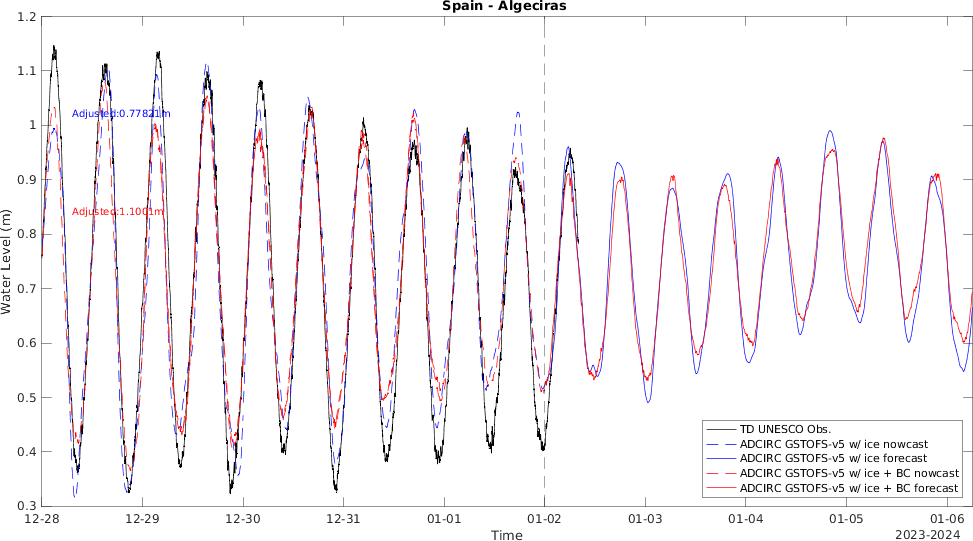 Spain - Algeciras
1.2
1.1
1
0.9
0.8
0.7
0.6
0.5
0.4
0.3
Water Level (m)
Adjusted:0.77821m
Adjusted:1.1001m
TD UNESCO Obs.
ADCIRC GSTOFS-v5 w/ ice nowcast
ADCIRC GSTOFS-v5 w/ ice forecast
ADCIRC GSTOFS-v5 w/ ice + BC nowcast
ADCIRC GSTOFS-v5 w/ ice + BC forecast
12-28 12-29 12-30 12-31 01-01 01-02 01-03 01-04 01-05 01-06
Time
2023-2024